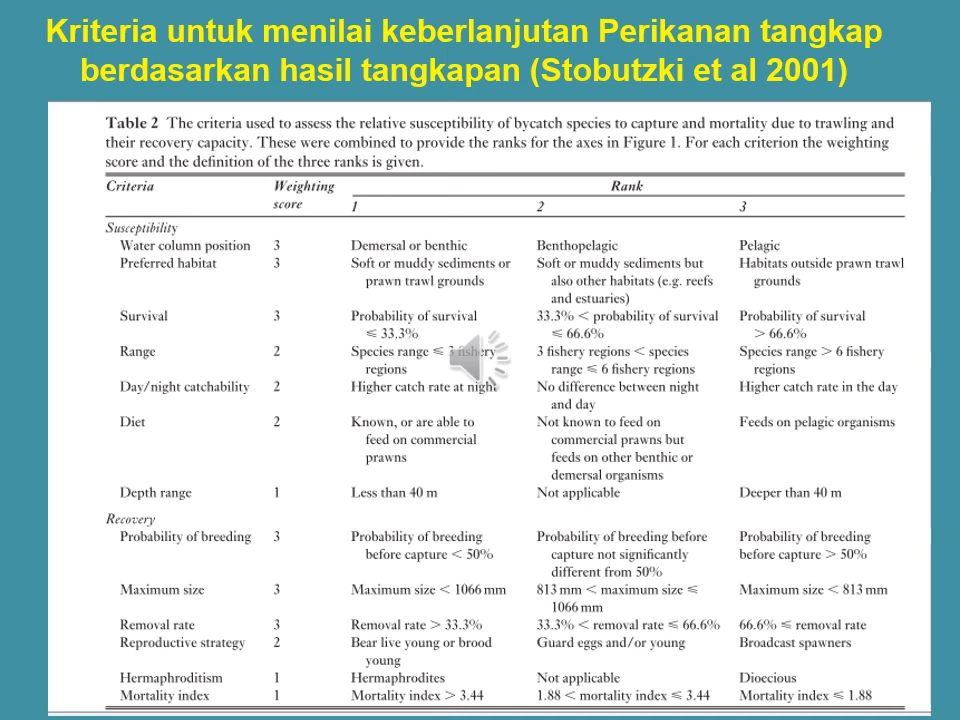 Kriteria untuk menilai keberlanjutan Perikanan tangkap
berdasarkan hasil tangkapan (Stobutzki et al 2001)
Table 2 The criteria used to assess the relative susceptibility of bycatch species to capture and mortality due to trawling and
their recovery capacity. These were combined to provide the ranks for the axes in Figure 1. For each criterion the weighting
score and the definition of the three ranks is given.
Criteria Weighting Rank
score 1 2 3
Susceptibility
Water column position 3 Demersal or benthic Benthopelagic Pelagic
Preferred habitat 3 Soft or muddy sediments or Soft or muddy sediments but Habitats outside prawn trawl
prawn trawl grounds also other habitats (e.g. reefs grounds
and estuaries)
Survival 3 Probability of survival 33.3% < probability of survival Probability of survival
≤ 33.3% ≤ 66.6% > 66.6%
Range 2 Species range ≤ 3 fishery 3 fishery regions < species Species range > 6 fishery
regions range ≤ 6 fishery regions regions
Day/night catchability 2 Higher catch rate at night No difference between night Higher catch rate in the day
and day
Diet 2 Known, or are able to Not known to feed on Feeds on pelagic organisms
feed on commercial commercial prawns but
prawns feeds on other benthic or
demersal organisms
Depth range 1 Less than 40 m Not applicable Deeper than 40 m
Recovery
Probability of breeding 3 Probability of breeding Probability of breeding before Probability of breeding
before capture < 50% capture not significantly before capture > 50%
different from 50%
Maximum size 3 Maximum size < 1066 mm 813 mm < maximum size ≤ Maximum size < 813 mm
1066 mm
Removal rate 3 Removal rate > 33.3% 33.3% < removal rate ≤ 66.6% 66.6% ≤ removal rate
Reproductive strategy 2 Bear live young or brood Guard eggs and/or young Broadcast spawners
young
Hermaphroditism 1 Hermaphrodites Not applicable Dioecious
Mortality index 1 Mortality index > 3.44 1.88 < mortality index ≤ 3.44 Mortality index ≤ 1.88